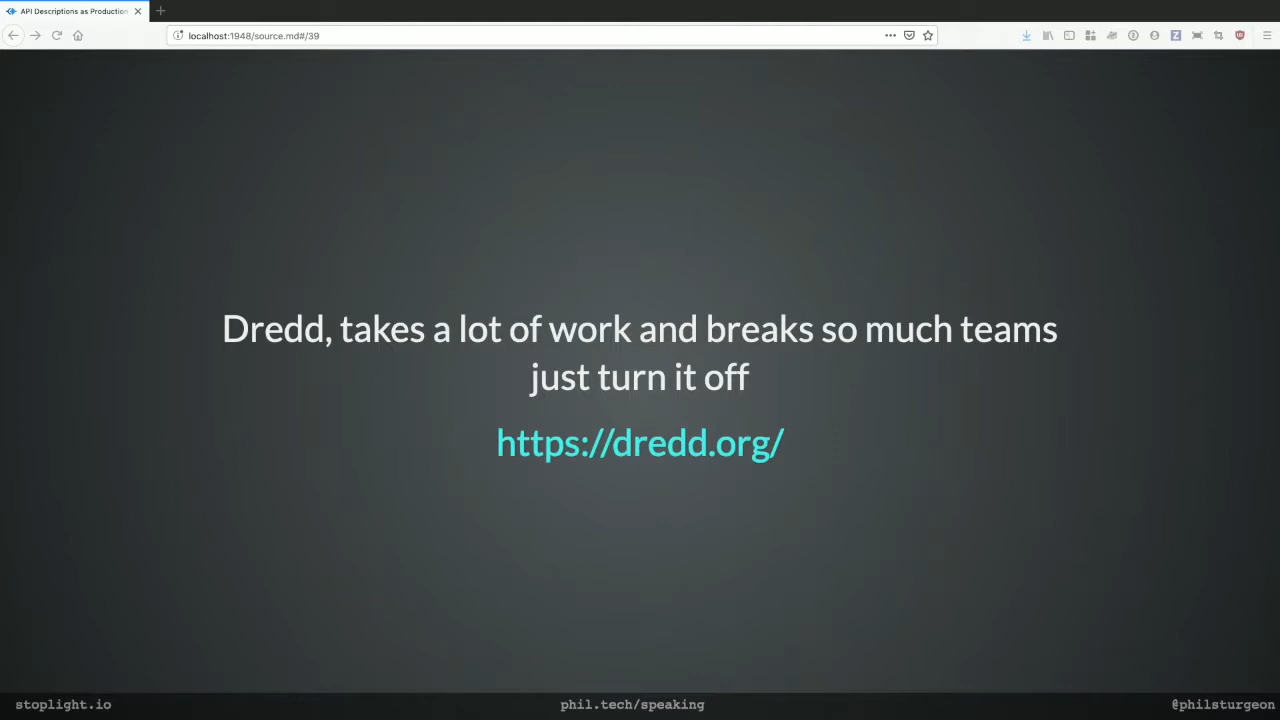 API Descriptions as Production
localhost:1948/source.md#/39
Dredd, takes a lot of work and breaks so much teams
just turn it off
https://dredd.org/
stoplight.io
phil.tech/speaking
@philsturgeon